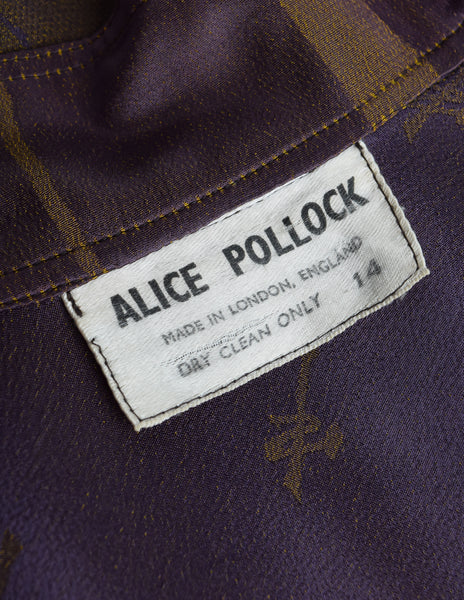 ALICE POLLOCK
MADE IN LONDON, ENGLAND
DRY CLEAN ONLY 14